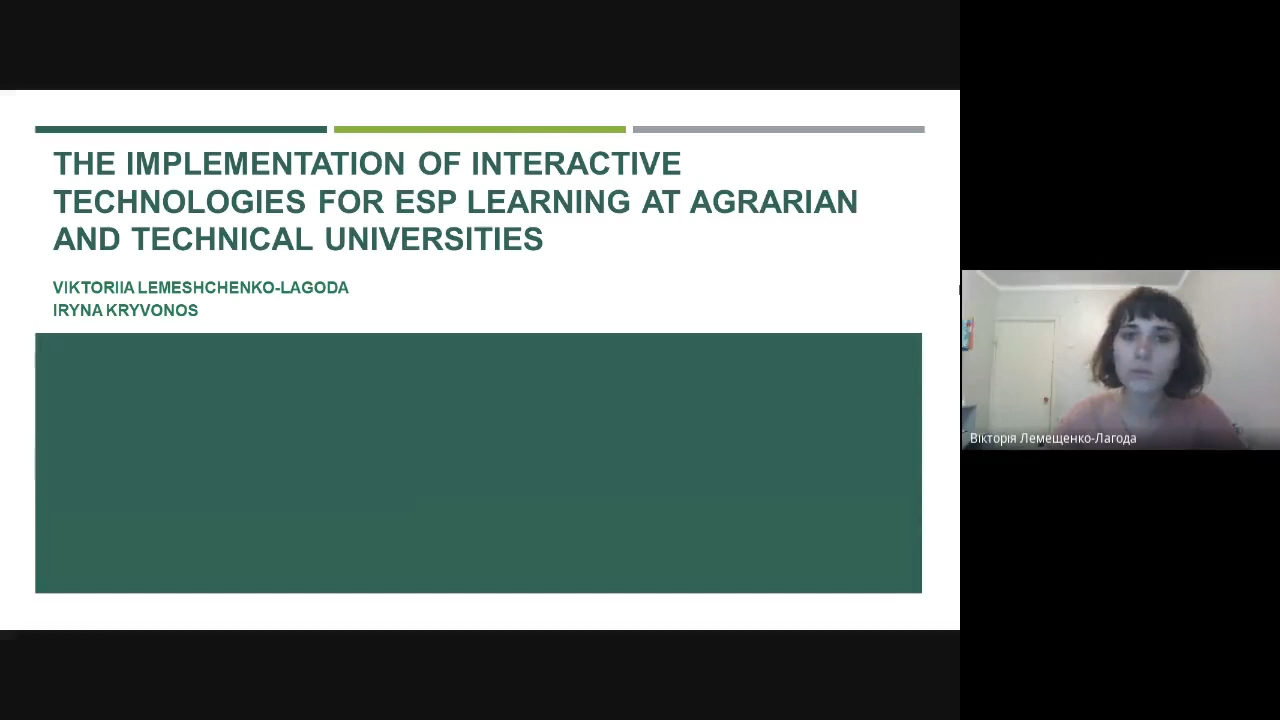 THE IMPLEMENTATION OF INTERACTIVE
TECHNOLOGIES FOR ESP LEARNING AT AGRARIAN
AND TECHNICAL UNIVERSITIES
VIKTORIIA LEMESHCHENKO-LAGODA
IRYNA KRYVONOS
Вікторія Лемещенко-Лагода